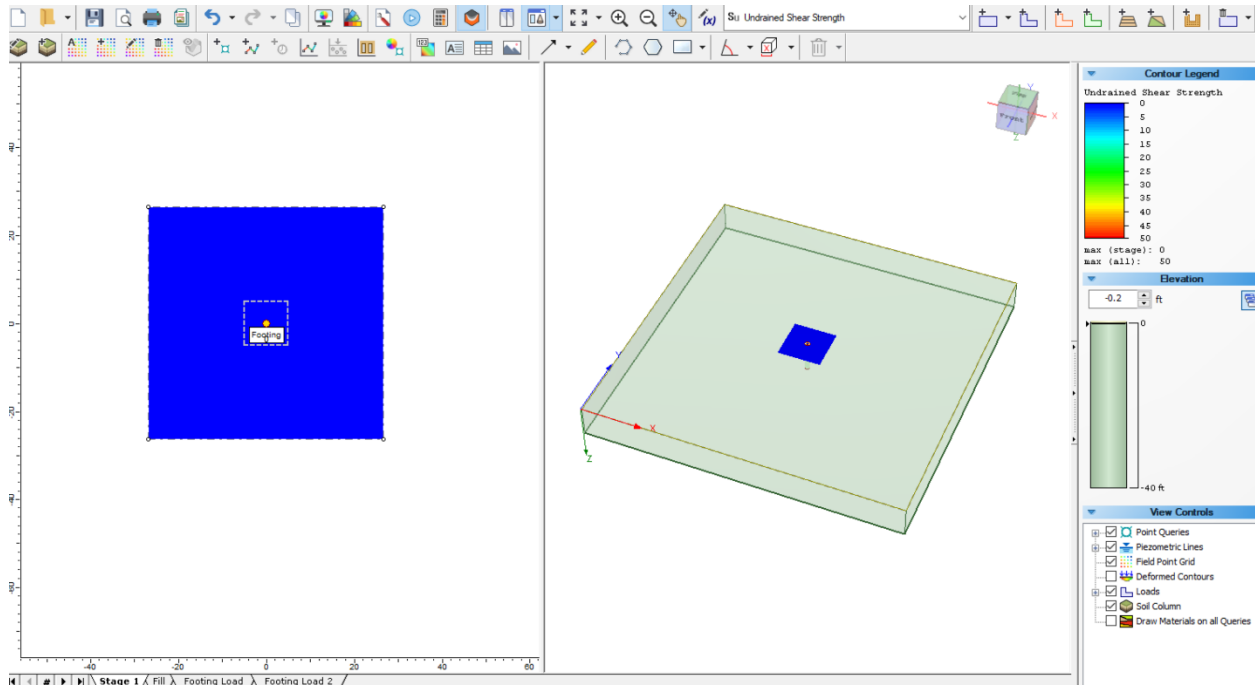 Su Undrained Shear Strength
Contour Legend
Undrained Shear Strength
0
5
10
15
20
25
30
35
40
45
50
max (stage): 0
max (all): 50
Elevation
-0.2 ft
0
-40 ft
View Controls
Point Queries
Piezometric Lines
Field Point Grid
Deformed Contours
Loads
Soil Column
Draw Materials on all Queries
40
20
0
-20
-40
-60
Footing
0
-40
-20
0
20
40
60
Front
X
Y
Z
X
Y
Z
Stage 1
Fill
Footing Load
Footing Load 2